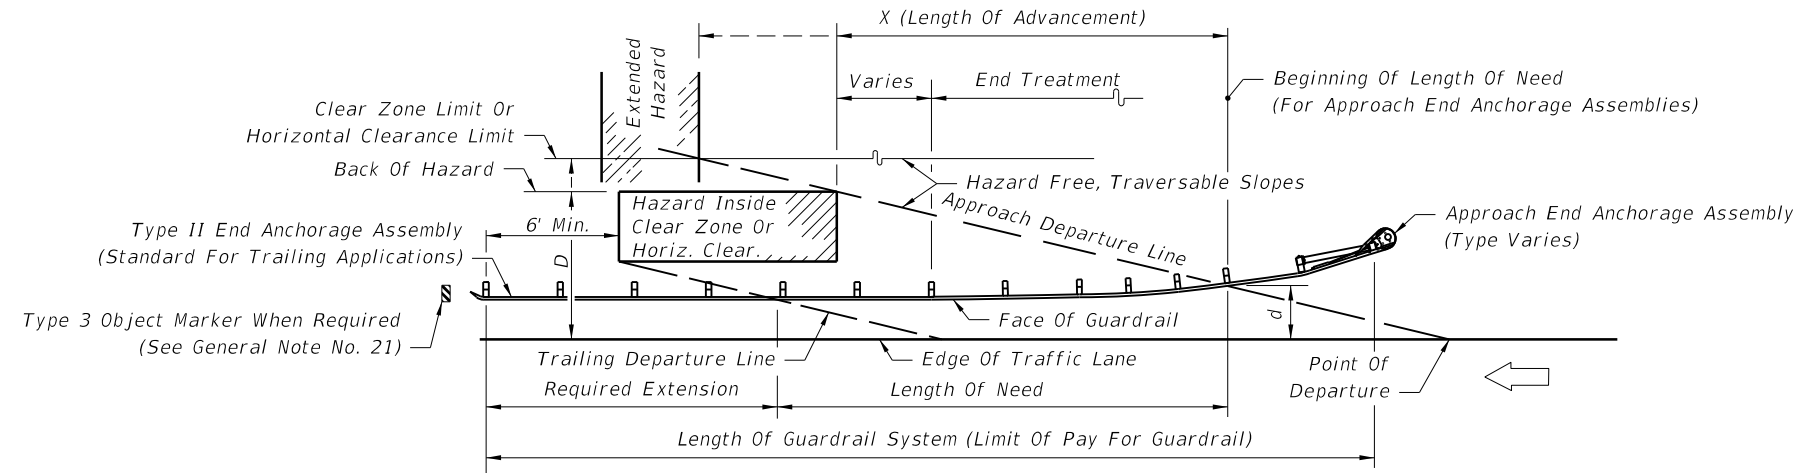 X (Length Of Advancement)
Extended
Hazard
Varies
End Treatment
Beginning Of Length Of Need
(For Approach End Anchorage Assemblies)
Clear Zone Limit Or
Horizontal Clearance Limit
Back Of Hazard
Hazard Free, Traversable Slopes
Hazard Inside
Clear Zone Or
Horiz. Clear.
Approach Departure Line
Approach End Anchorage Assembly
(Type Varies)
6' Min.
Type II End Anchorage Assembly
(Standard For Trailing Applications)
D
d
Type 3 Object Marker When Required
(See General Note No. 21)
Face Of Guardrail
Trailing Departure Line
Edge Of Traffic Lane
Point Of
Departure
Required Extension
Length Of Need
Length Of Guardrail System (Limit Of Pay For Guardrail)